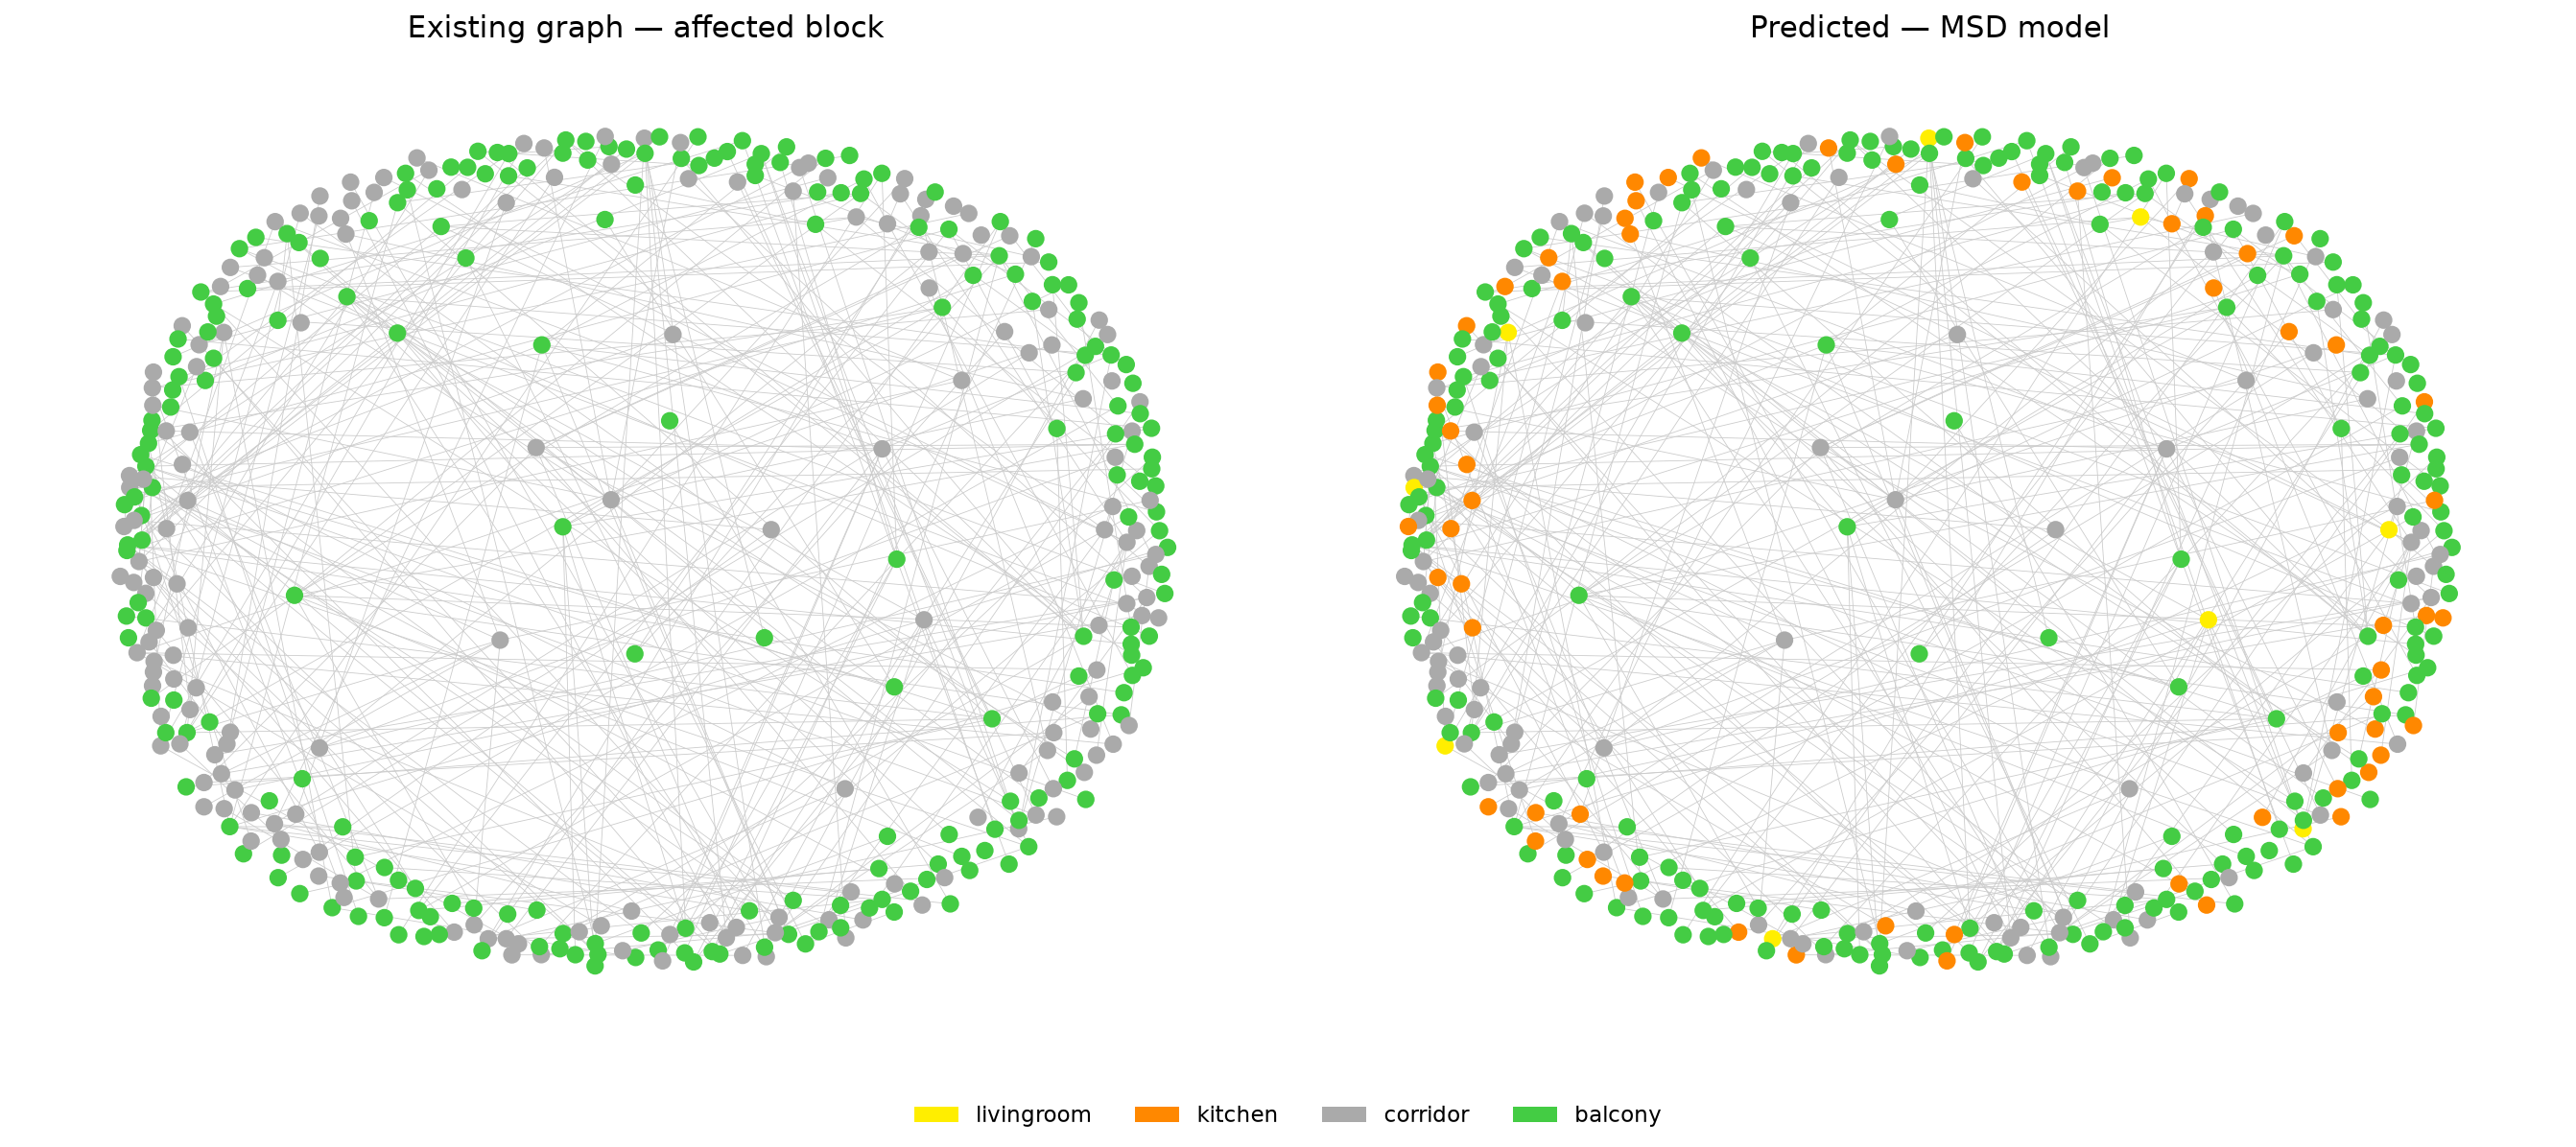 Existing graph — affected block
Predicted — MSD model
livingroom kitchen corridor balcony